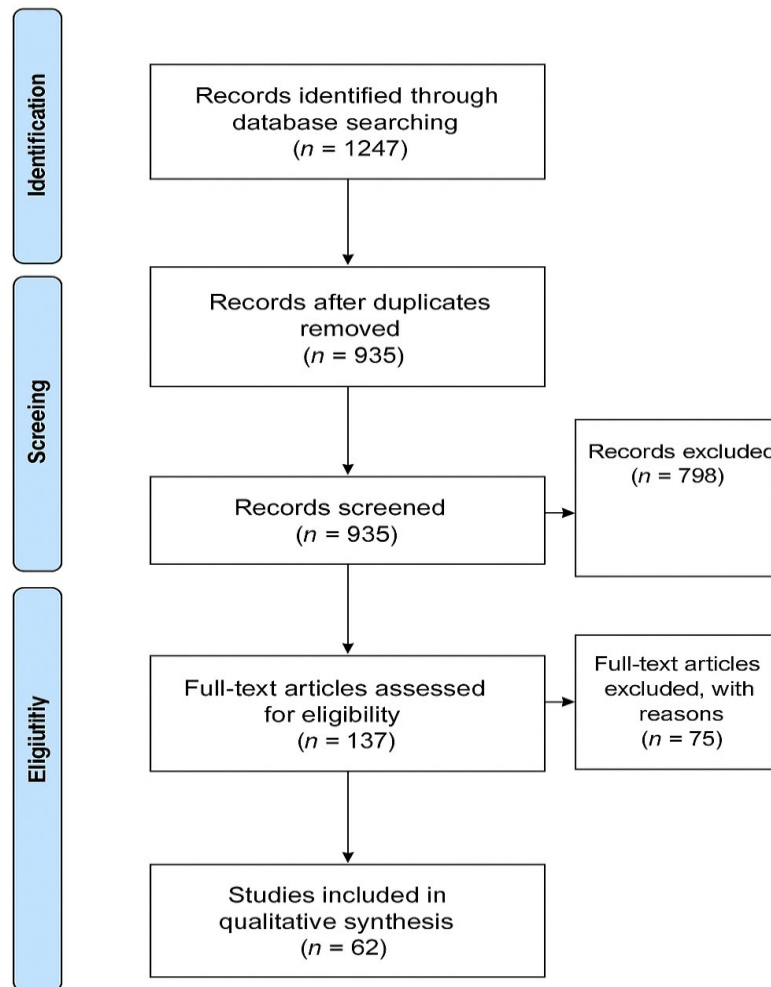 Identification
Records identified through
database searching
(n = 1247)
Records after duplicates
removed
(n = 935)
Screeing
Records screened
(n = 935)
Records excluded
(n = 798)
Eligiutitiy
Full-text articles assessed
for eligibility
(n = 137)
Full-text articles
excluded, with
reasons
(n = 75)
Studies included in
qualitative synthesis
(n = 62)